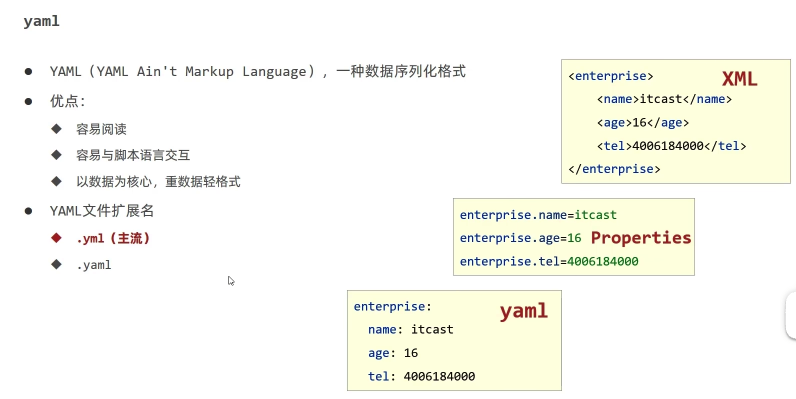 yaml
● YAML（YAML Ain't Markup Language）, 一种数据序列化格式
● 优点：
◆ 容易阅读
◆ 容易与脚本语言交互
◆ 以数据为核心，重数据轻格式
● YAML文件扩展名
◆ .yml（主流）
◆ .yaml
XML
<enterprise>
<name>itcast</name>
<age>16</age>
<tel>4006184000</tel>
</enterprise>
Properties
enterprise.name=itcast
enterprise.age=16
enterprise.tel=4006184000
yaml
enterprise:
name: itcast
age: 16
tel: 4006184000